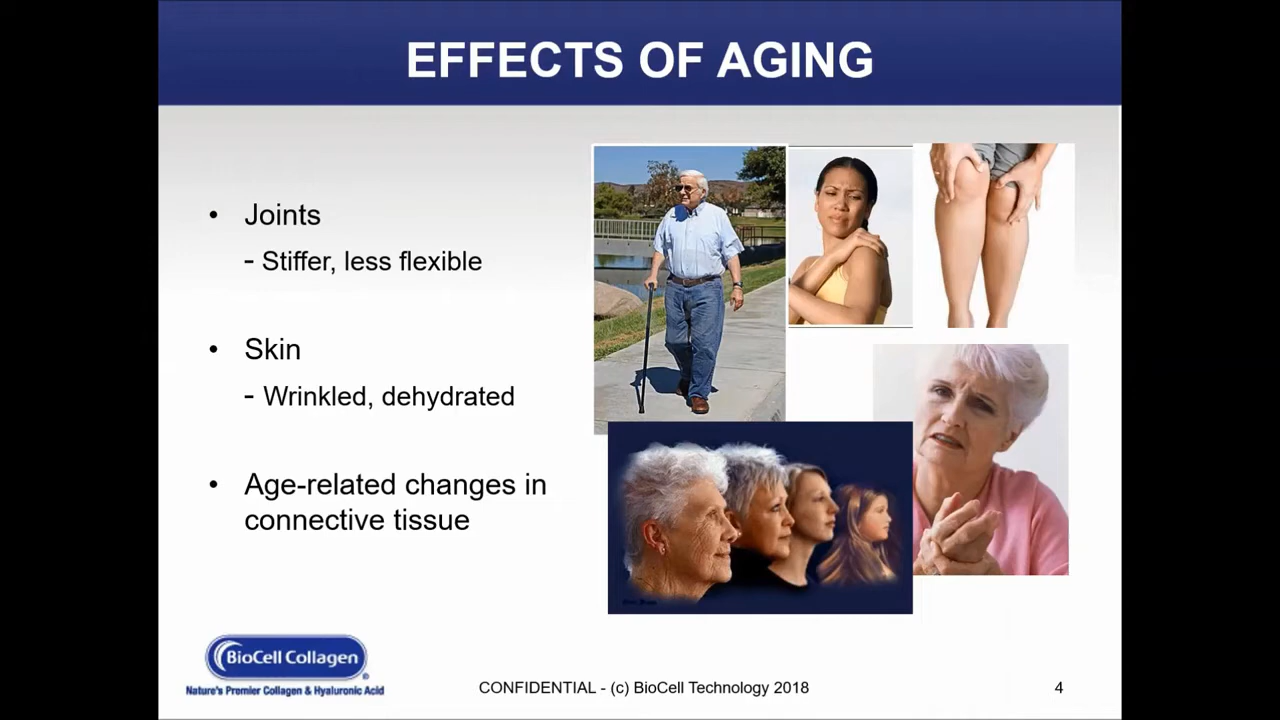 EFFECTS OF AGING
• Joints
- Stiffer, less flexible
• Skin
- Wrinkled, dehydrated
• Age-related changes in
connective tissue
BioCell Collagen
®
Nature's Premier Collagen & Hyaluronic Acid
CONFIDENTIAL - (c) BioCell Technology 2018
4